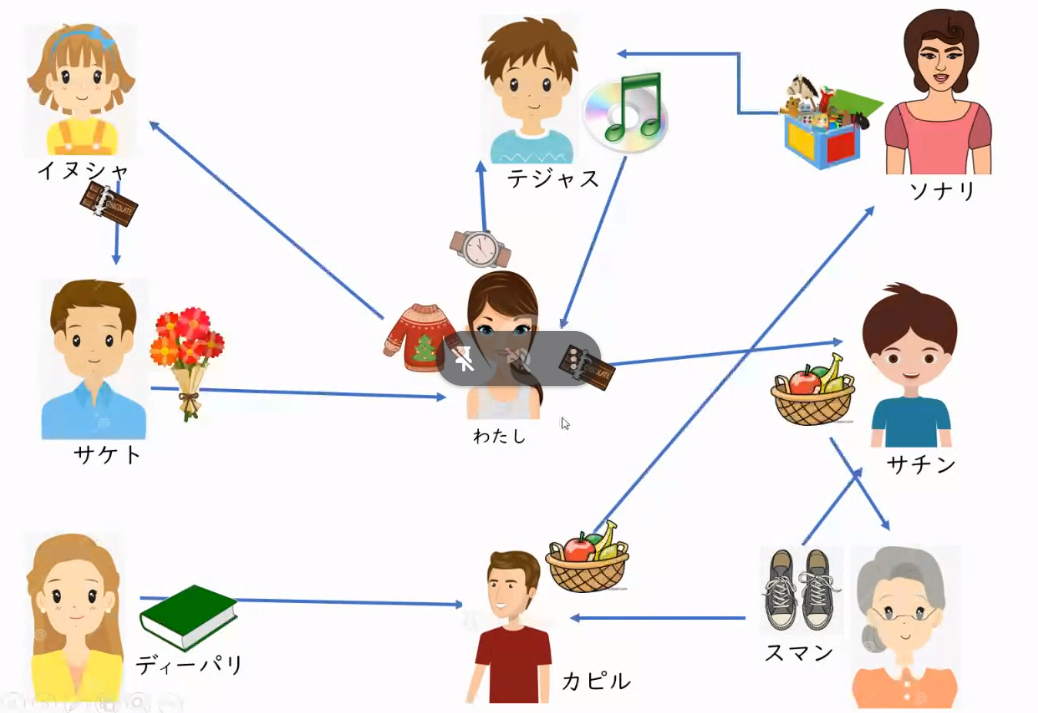 イヌシャ
テジャス
ソナリ
CHOCOLATE
サケト
わたし
サチン
ディーパリ
カピル
スマン